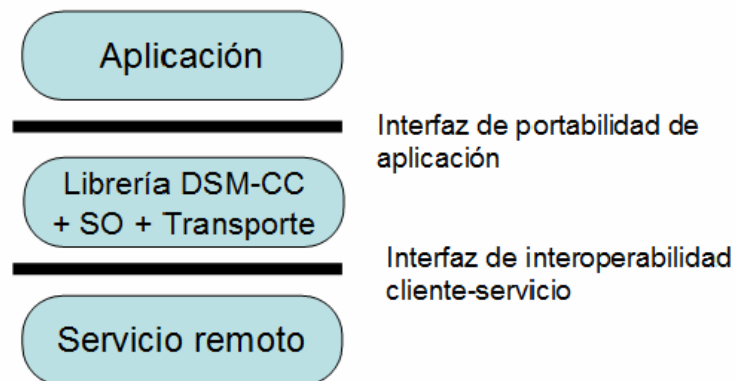 Aplicación
Interfaz de portabilidad de
aplicación
Librería DSM-CC
+ SO + Transporte
Interfaz de interoperabilidad
cliente-servicio
Servicio remoto